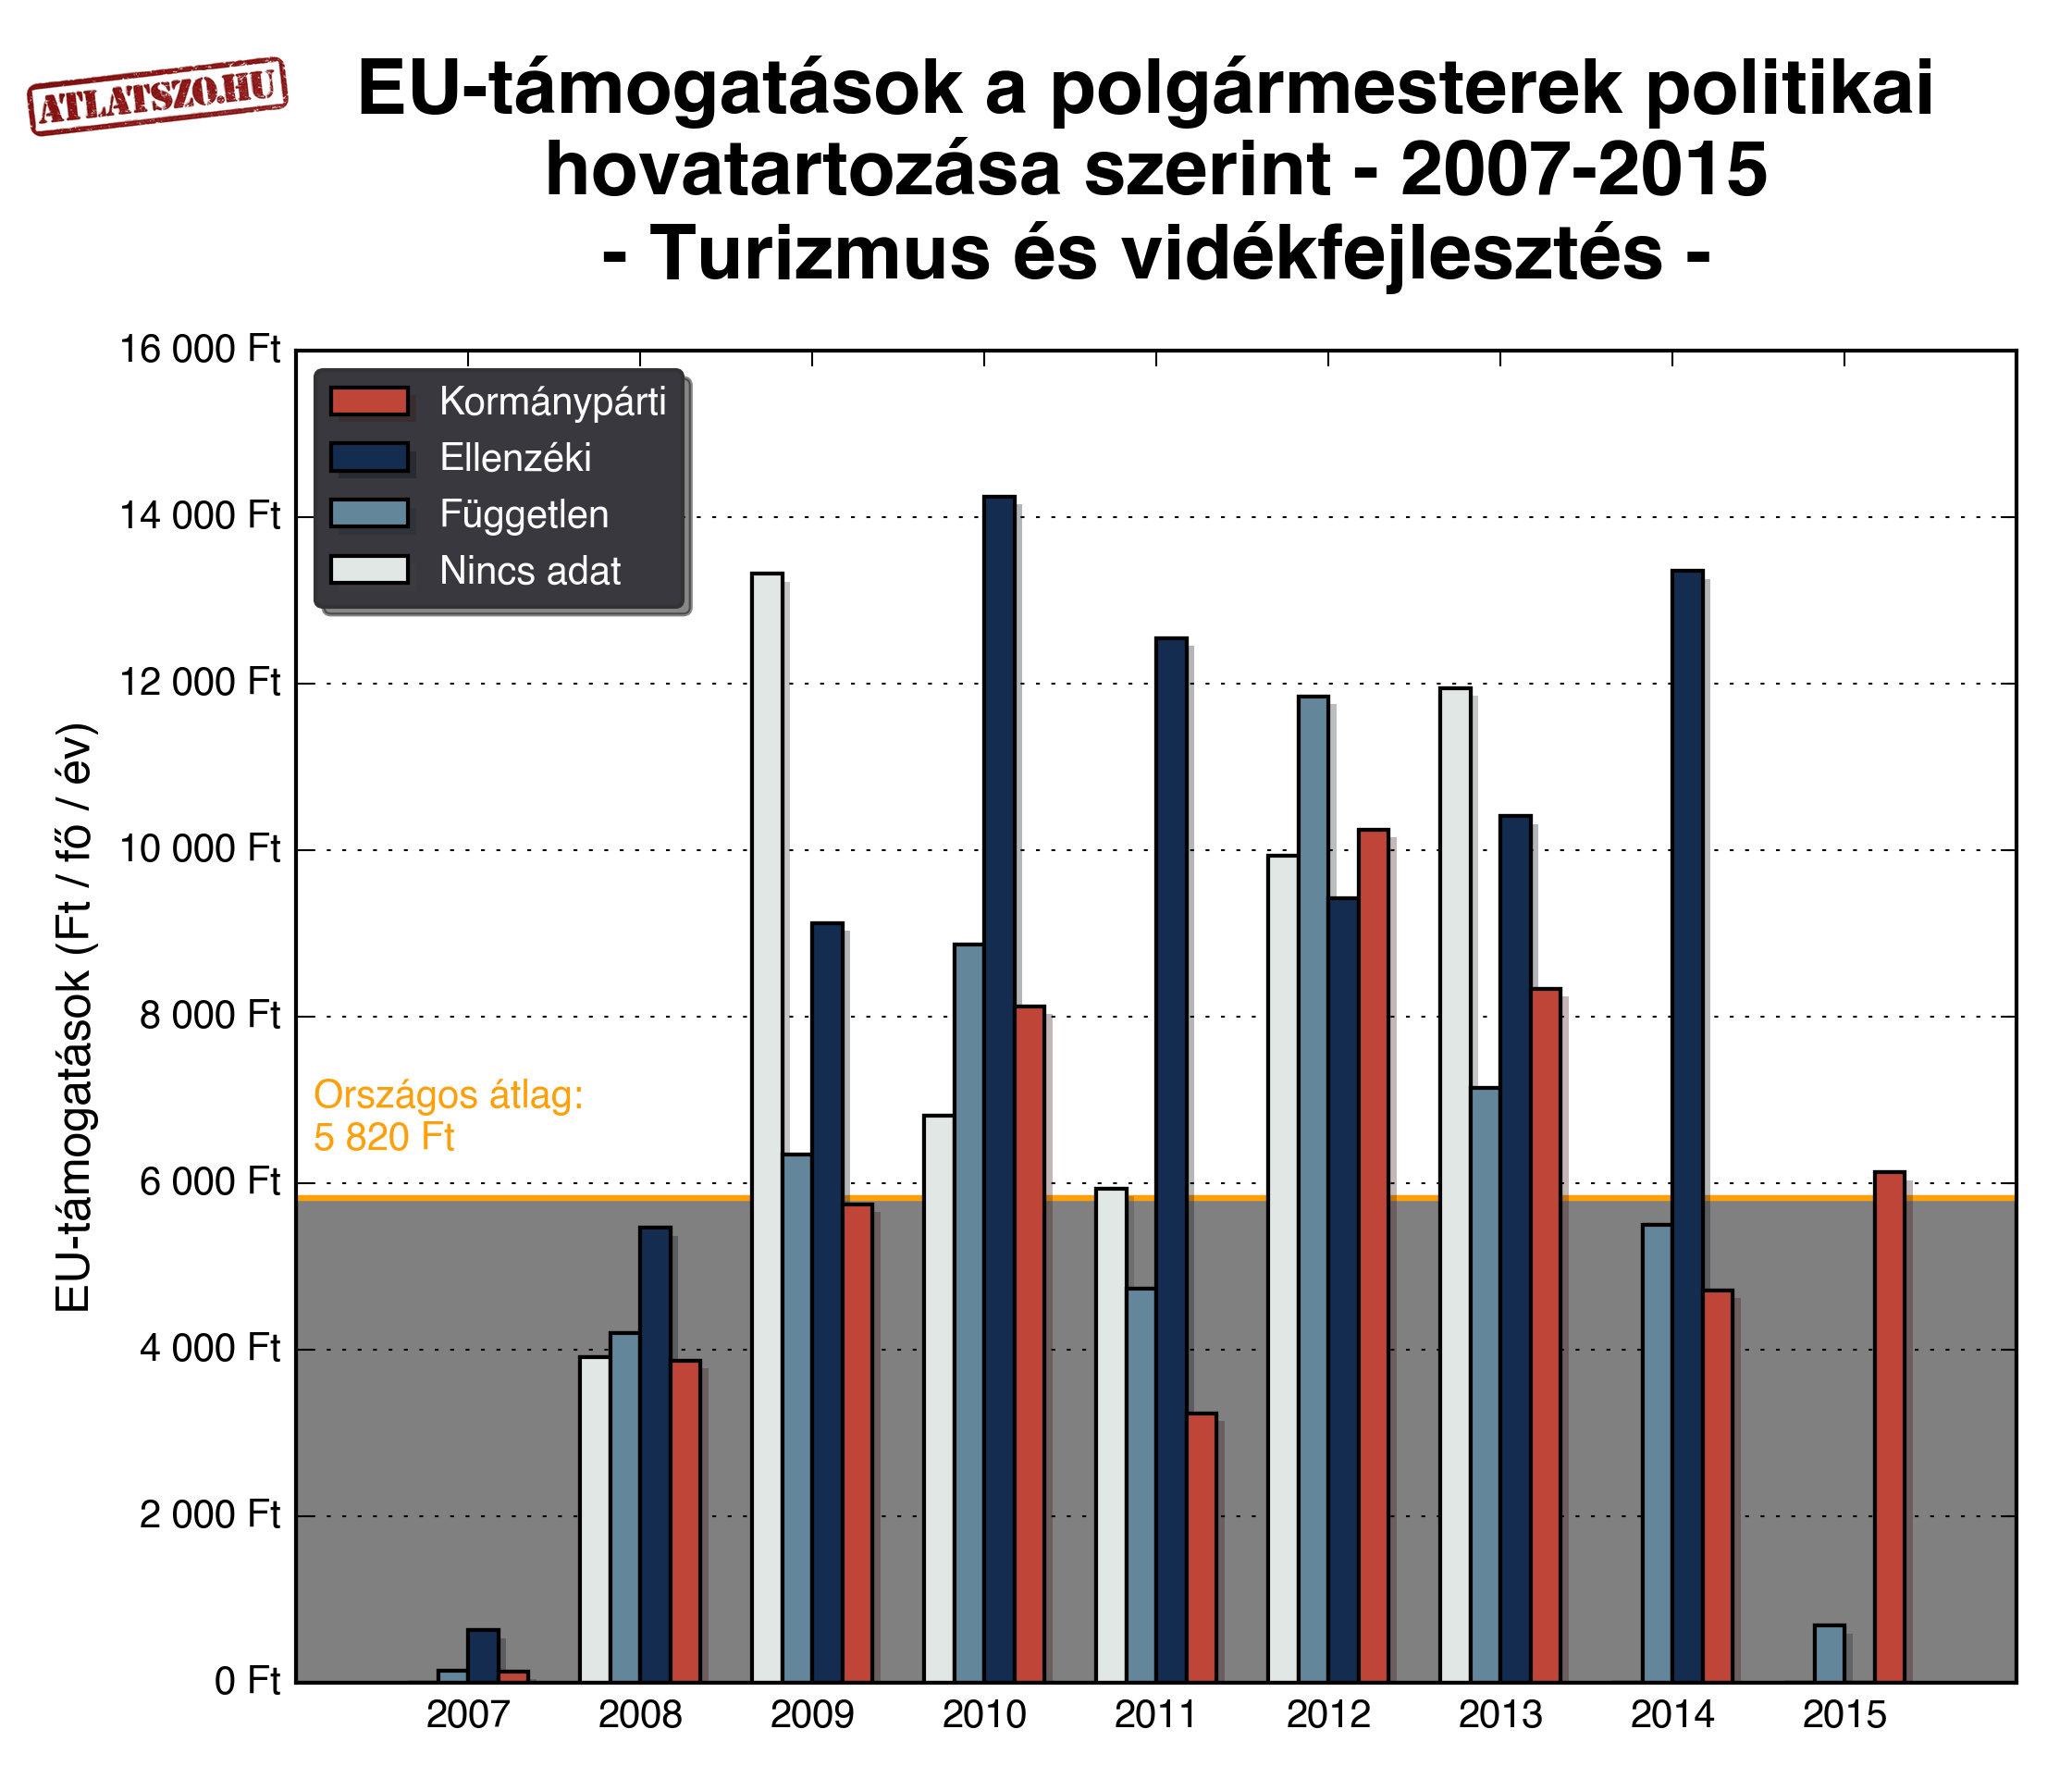 ATLATSZO.HU
EU-támogatások a polgármesterek politikai
hovatartozása szerint - 2007-2015
- Turizmus és vidékfejlesztés -
16 000 Ft
14 000 Ft
12 000 Ft
10 000 Ft
8 000 Ft
6 000 Ft
4 000 Ft
2 000 Ft
0 Ft
EU-támogatások (Ft / fő / év)
Kormánypárti
Ellenzéki
Független
Nincs adat
Országos átlag:
5 820 Ft
2007
2008
2009
2010
2011
2012
2013
2014
2015